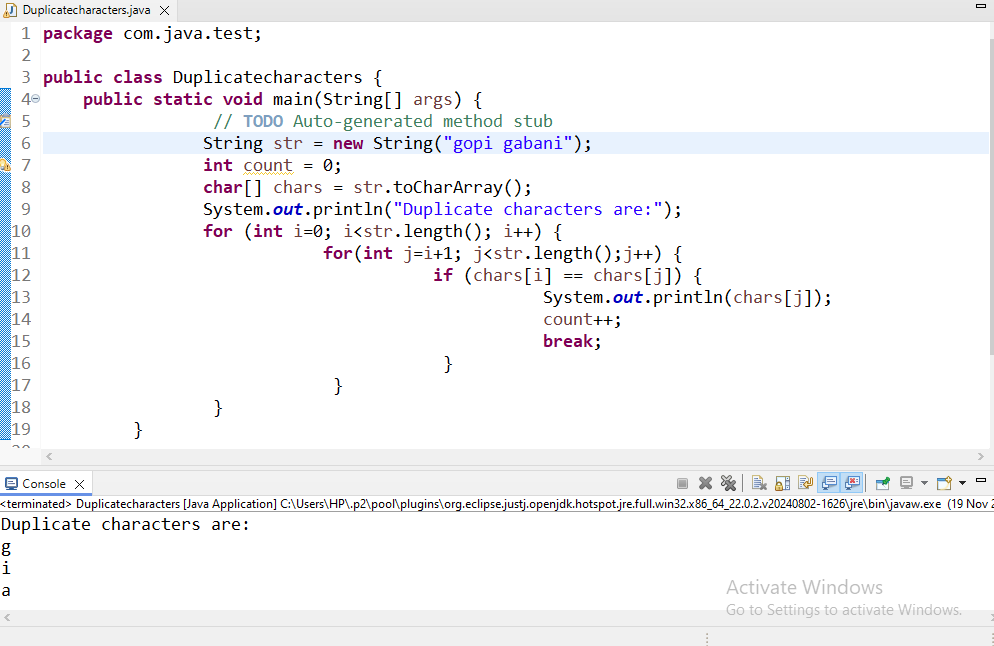 Duplicatecharacters.java
1 package com.java.test;
2
3 public class Duplicatecharacters {
4 public static void main(String[] args) {
5 // TODO Auto-generated method stub
6 String str = new String("gopi gabani");
7 int count = 0;
8 char[] chars = str.toCharArray();
9 System.out.println("Duplicate characters are:");
10 for (int i=0; i<str.length(); i++) {
11 for(int j=i+1; j<str.length();j++) {
12 if (chars[i] == chars[j]) {
13 System.out.println(chars[j]);
14 count++;
15 break;
16 }
17 }
18 }
19 }
Console
<terminated> Duplicatecharacters [Java Application] C:\Users\HP\.p2\pool\plugins\org.eclipse.justj.openjdk.hotspot.jre.full.win32.x86_64_22.0.2.v20240802-1626\jre\bin\javaw.exe (19 Nov 2
Duplicate characters are:
g
i
a
Activate Windows
Go to Settings to activate Windows.